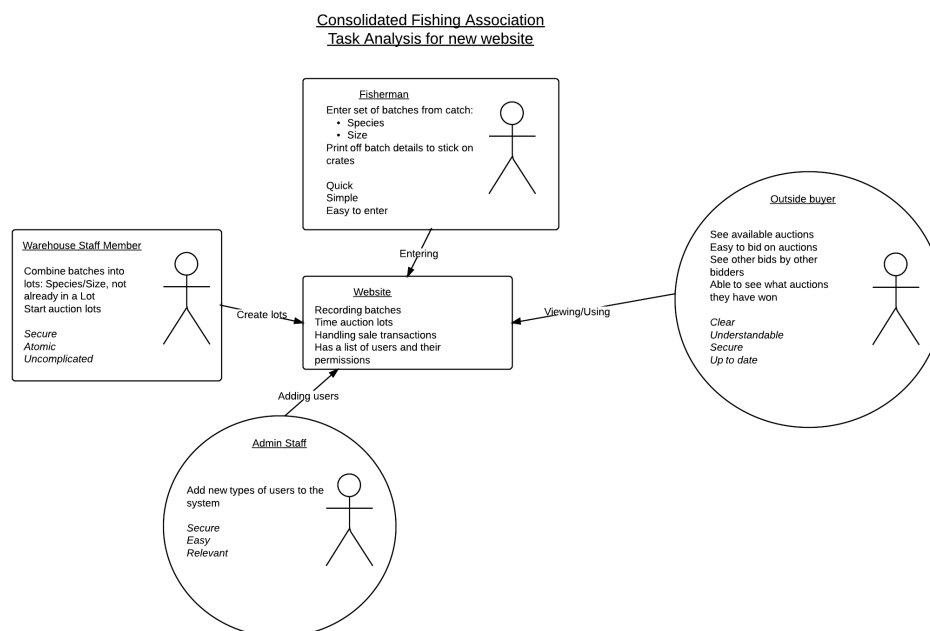 Consolidated Fishing Association
Task Analysis for new website
Fisherman
Enter set of batches from catch:
• Species
• Size
Print off batch details to stick on
crates
Quick
Simple
Easy to enter
Entering
Warehouse Staff Member
Combine batches into
lots: Species/Size, not
already in a Lot
Start auction lots
Secure
Atomic
Uncomplicated
Create lots
Website
Recording batches
Time auction lots
Handling sale transactions
Has a list of users and their
permissions
Viewing/Using
Outside buyer
See available auctions
Easy to bid on auctions
See other bids by other
bidders
Able to see what auctions
they have won
Clear
Understandable
Secure
Up to date
Adding users
Admin Staff
Add new types of users to the
system
Secure
Easy
Relevant